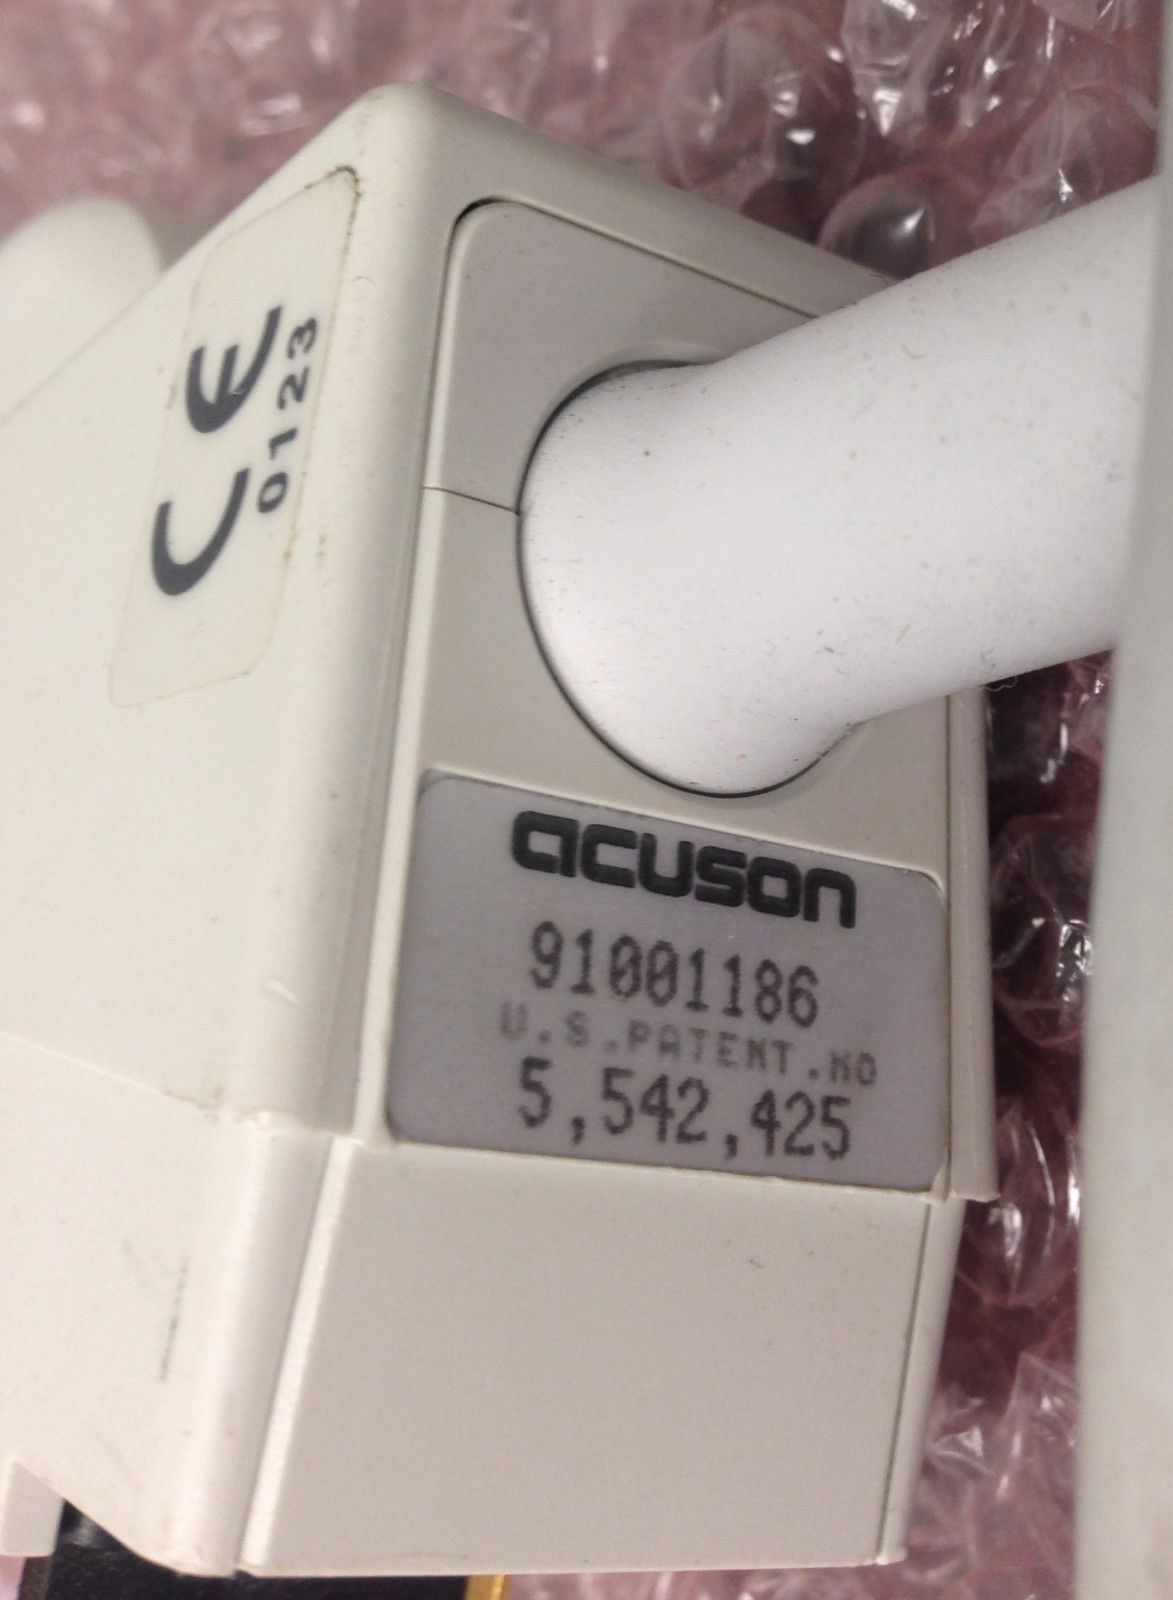 CE
0123
acuson
91001186
U.S.PATENT.NO
5,542,425